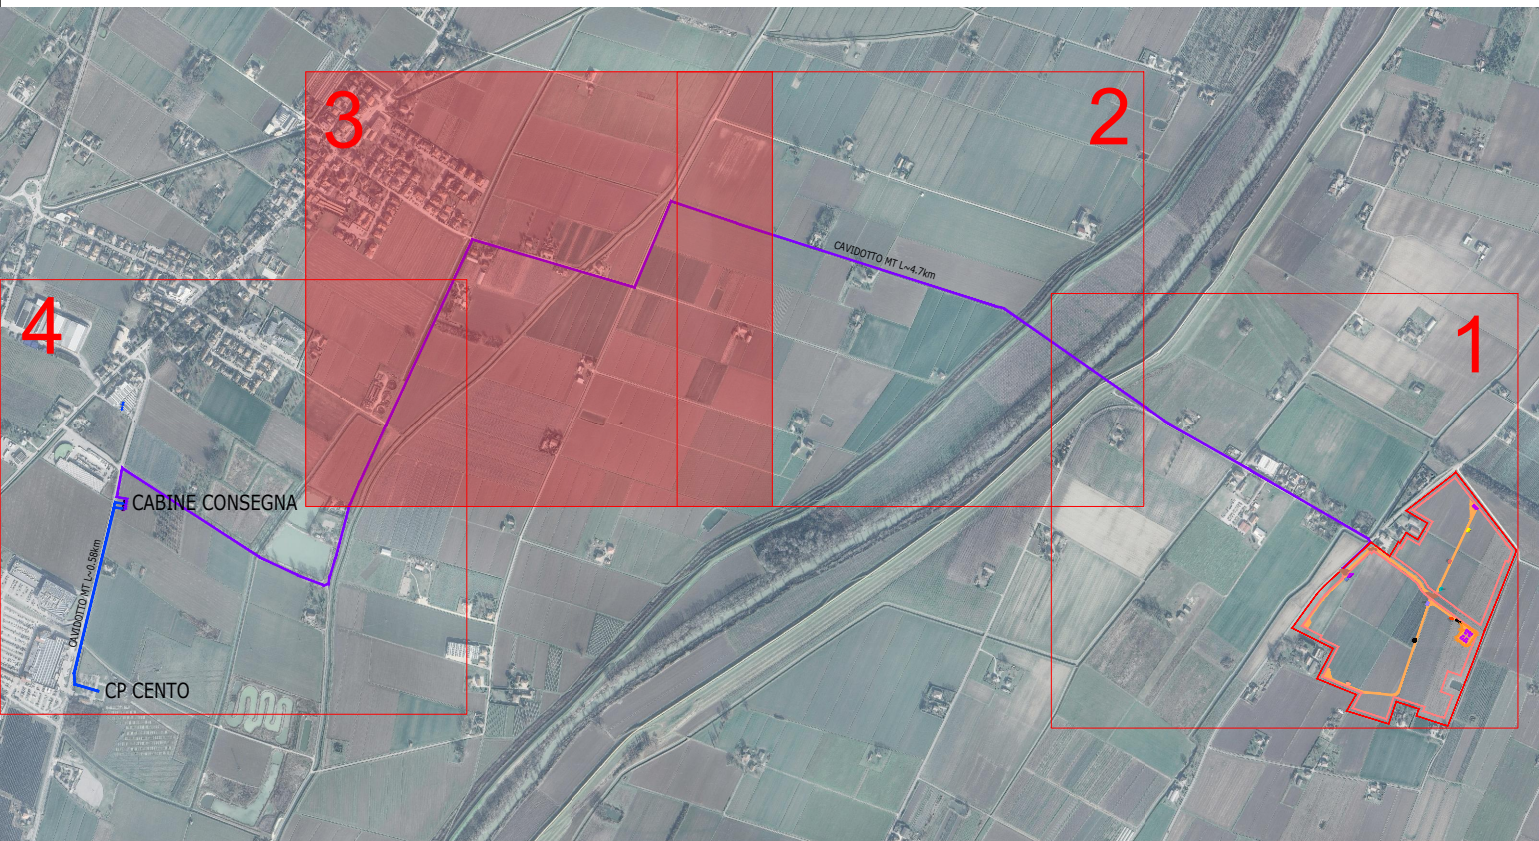 3
2
CAVIDOTTO MT L~4.7km
4
1
CABINE CONSEGNA
CAVIDOTTO MT L~0.58km
CP CENTO